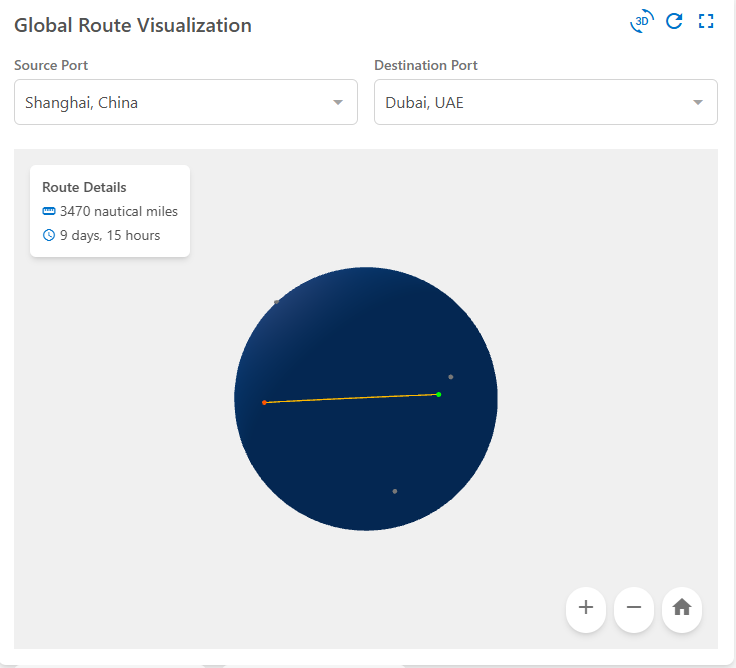 Global Route Visualization
3D
Source Port
Destination Port
Shanghai, China
Dubai, UAE
Route Details
3470 nautical miles
9 days, 15 hours